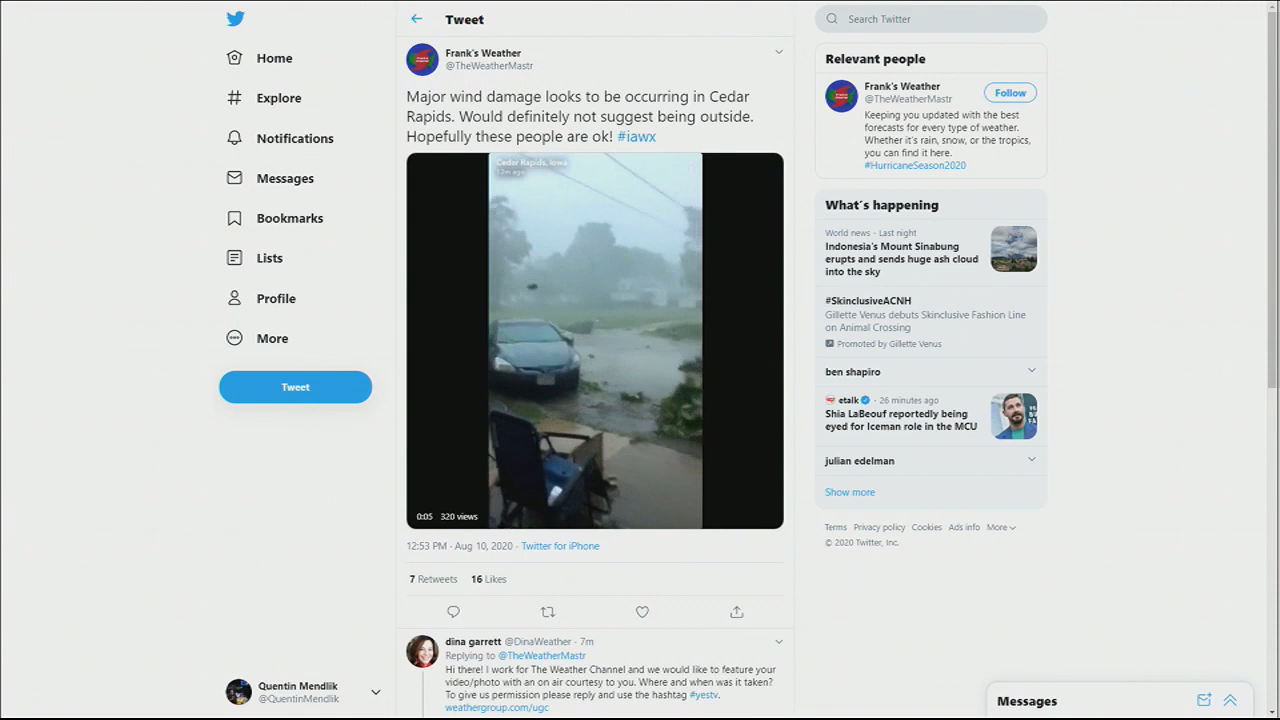 Home
Explore
Notifications
Messages
Bookmarks
Lists
Profile
More
Tweet
Quentin Mendlik
@QuentinMendlik
Tweet
Frank's Weather
@TheWeatherMastr
Major wind damage looks to be occurring in Cedar
Rapids. Would definitely not suggest being outside.
Hopefully these people are ok! #iawx
Cedar Rapids, Iowa
12m ago
0:05 320 views
12:53 PM · Aug 10, 2020 · Twitter for iPhone
7 Retweets 16 Likes
dina garrett @DinaWeather · 7m
Replying to @TheWeatherMastr
Hi there! I work for The Weather Channel and we would like to feature your
video/photo with an on air courtesy to you. Where and when was it taken?
To give us permission please reply and use the hashtag #yestv.
weathergroup.com/ugc
Search Twitter
Relevant people
Frank's Weather
@TheWeatherMastr
Follow
Keeping you updated with the best
forecasts for every type of weather.
Whether it's rain, snow, or the tropics,
you can find it here.
#HurricaneSeason2020
What's happening
World news · Last night
Indonesia's Mount Sinabung
erupts and sends huge ash cloud
into the sky
#SkinclusiveACNH
Gillette Venus debuts Skinclusive Fashion Line
on Animal Crossing
Promoted by Gillette Venus
ben shapiro
etalk · 26 minutes ago
Shia LaBeouf reportedly being
eyed for Iceman role in the MCU
julian edelman
Show more
Terms Privacy policy Cookies Ads info More
© 2020 Twitter, Inc.
Messages